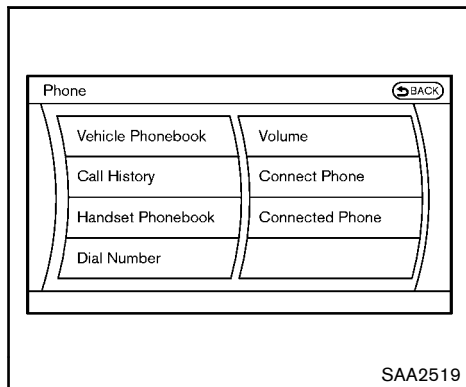 Phone
BACK
Vehicle Phonebook
Volume
Call History
Connect Phone
Handset Phonebook
Connected Phone
Dial Number
SAA2519